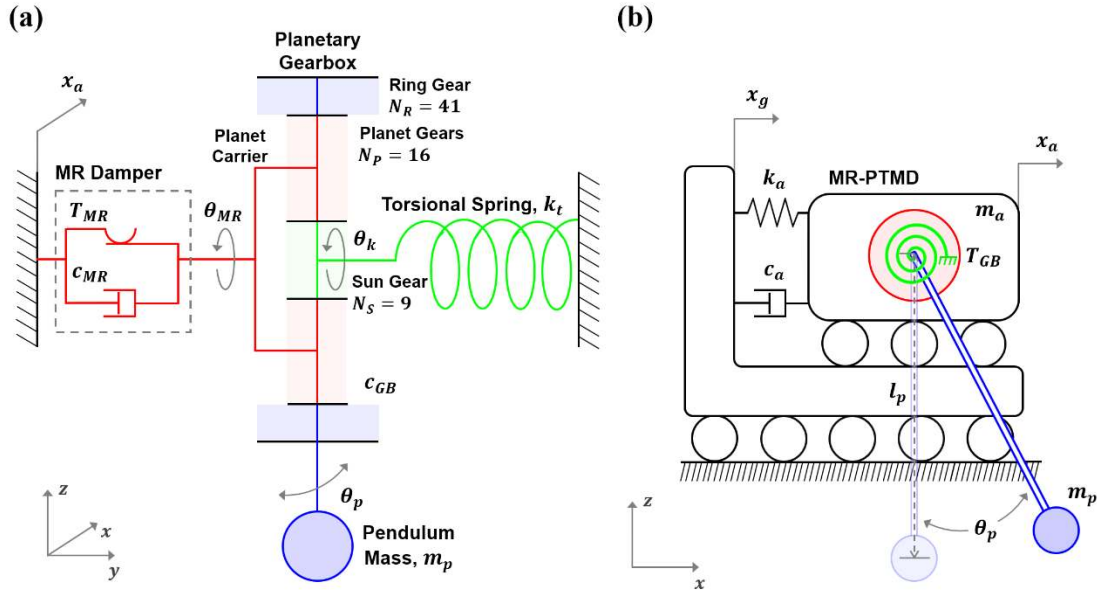 (a)
x_a
MR Damper
T_MR
c_MR
θ_MR
Planet
Carrier
Planetary
Gearbox
Ring Gear
N_R = 41
Planet Gears
N_P = 16
Torsional Spring, k_t
θ_k
Sun Gear
N_S = 9
c_GB
θ_p
Pendulum
Mass, m_p
z
x
y
(b)
x_g
x_a
k_a
MR-PTMD
m_a
T_GB
c_a
l_p
m_p
θ_p
z
x